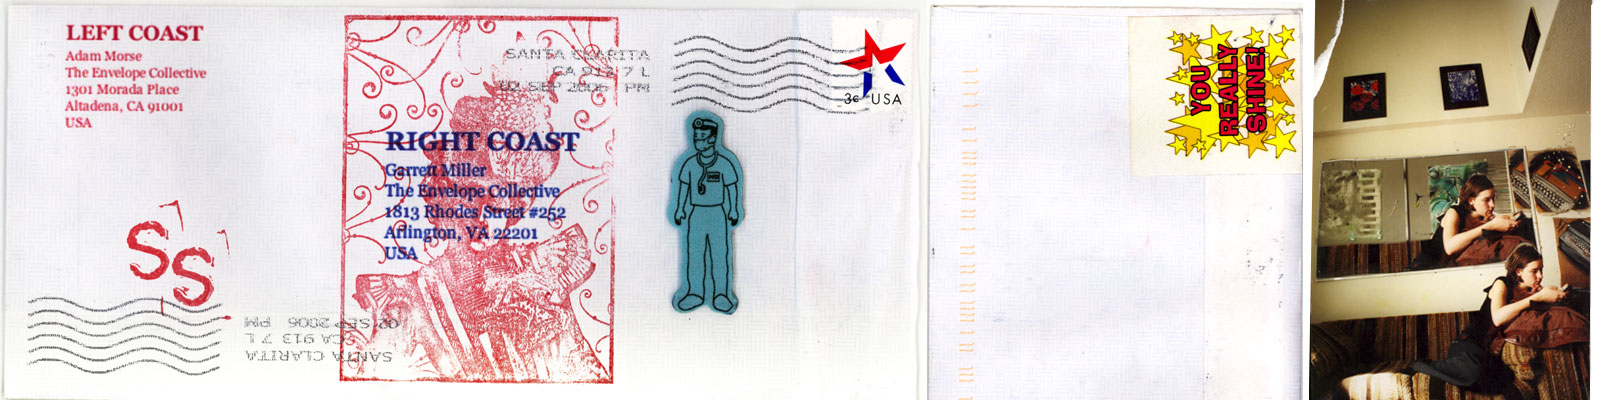 LEFT COAST
Adam Morse
The Envelope Collective
1301 Morada Place
Altadena, CA 91001
USA
SS
SANTA CLARITA
CA 913 7 L
02 SEP 2006 PM
RIGHT COAST
Garrett Miller
The Envelope Collective
1813 Rhodes Street #252
Arlington, VA 22201
USA
SANTA CLARITA
CA 913 7 L
02 SEP 2006 PM
3c USA
YOU
REALLY
SHINE!